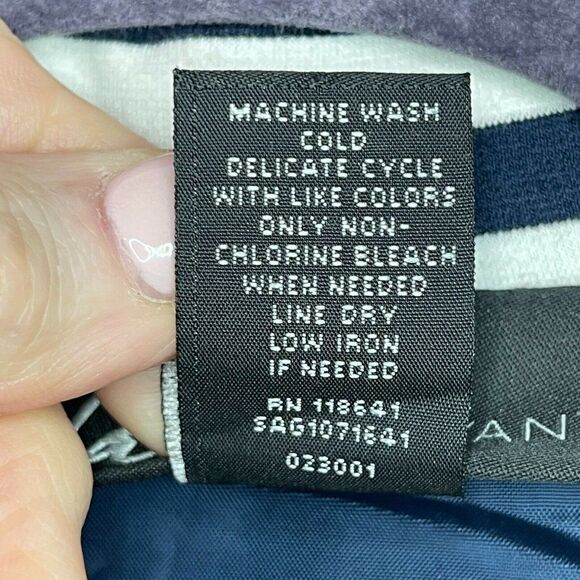 MACHINE WASH
COLD
DELICATE CYCLE
WITH LIKE COLORS
ONLY NON-
CHLORINE BLEACH
WHEN NEEDED
LINE DRY
LOW IRON
IF NEEDED
RN 118641
SAG1071641
023001
YAN